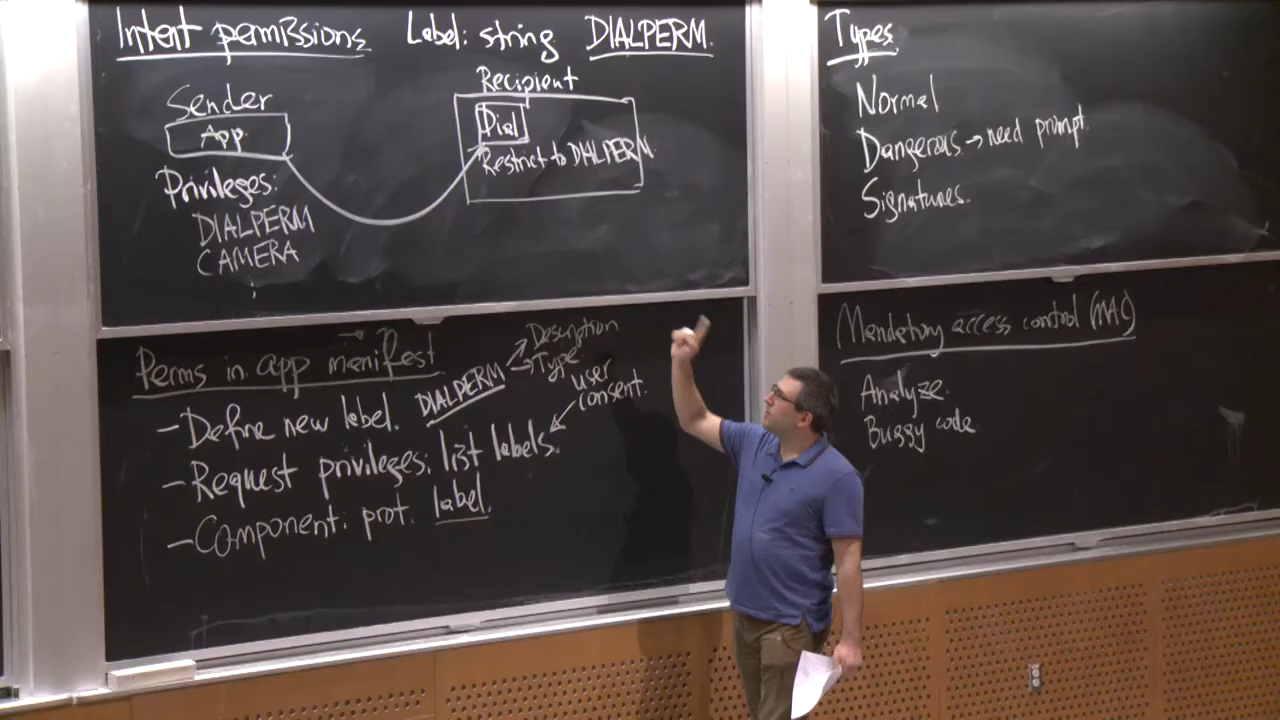 Intent permissions Label: string DIALPERM.
Sender
App
Privileges:
DIALPERM
CAMERA
Recipient
Dial
Restrict to DIALPERM.
Perms in app manifest
- Define new label. DIALPERM → Description
→ Type.
- Request privileges: list labels.
user
consent.
- Component: prot. label.
Types
Normal
Dangerous → need prompt.
Signatures.
Mandatory access control (MAC)
Analyze.
Buggy code